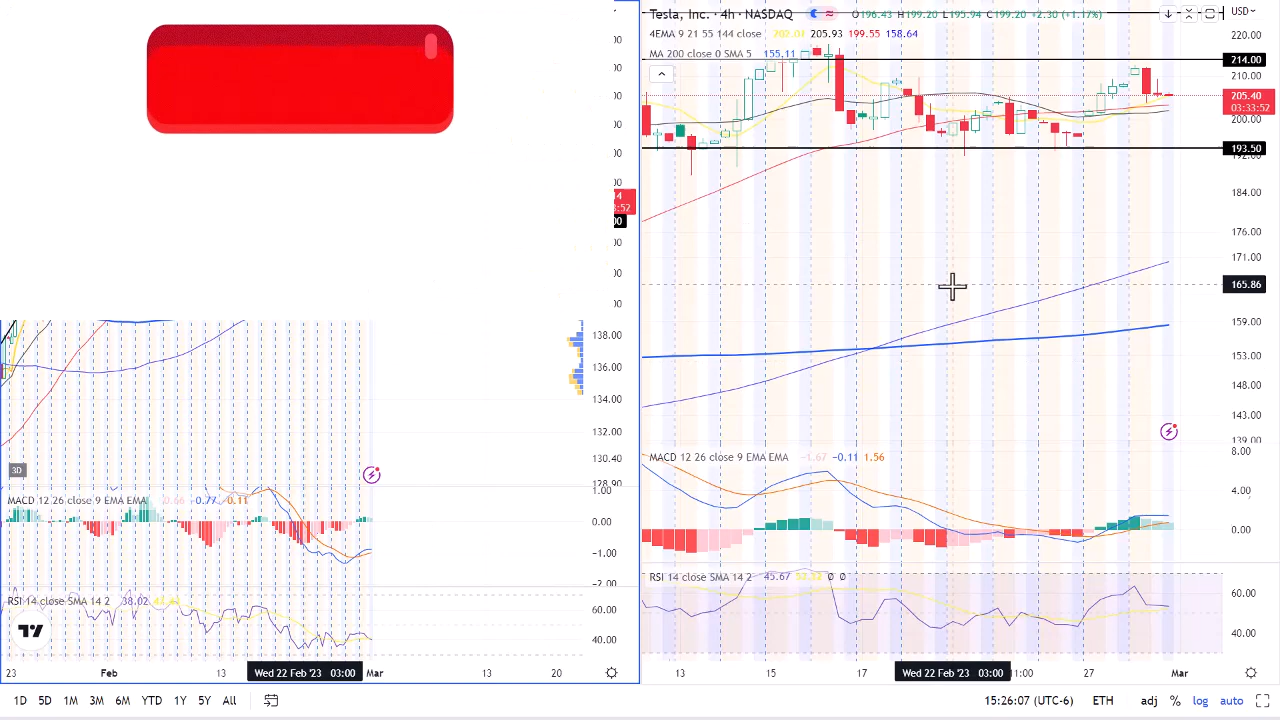 Tesla, Inc. · 4h · NASDAQ O196.43 H199.20 L195.94 C199.20 +2.30 (+1.17%) USD
4EMA 9 21 55 144 close 202.01 205.93 199.55 158.64
MA 200 close 0 SMA 5 155.11
220.00
214.00
210.00
205.40
03:33:52
200.00
193.50
192.00
184.00
176.00
171.00
165.86
159.00
153.00
148.00
143.00
139.00
138.00
136.00
134.00
132.00
130.40
128.00
3D
MACD 12 26 close 9 EMA EMA -0.77 0.11
1.00
0.00
-1.00
-2.00
RSI 14 close SMA 14 2 38.02
60.00
40.00
MACD 12 26 close 9 EMA EMA -1.67 -0.11 1.56
8.00
4.00
0.00
RSI 14 close SMA 14 2 45.67 Ø Ø
60.00
40.00
23 Feb 13 Wed 22 Feb '23 03:00 Mar 13 20
13 15 17 Wed 22 Feb '23 03:00 11:00 27 Mar
1D 5D 1M 3M 6M YTD 1Y 5Y All
15:26:07 (UTC-6) ETH adj % log auto